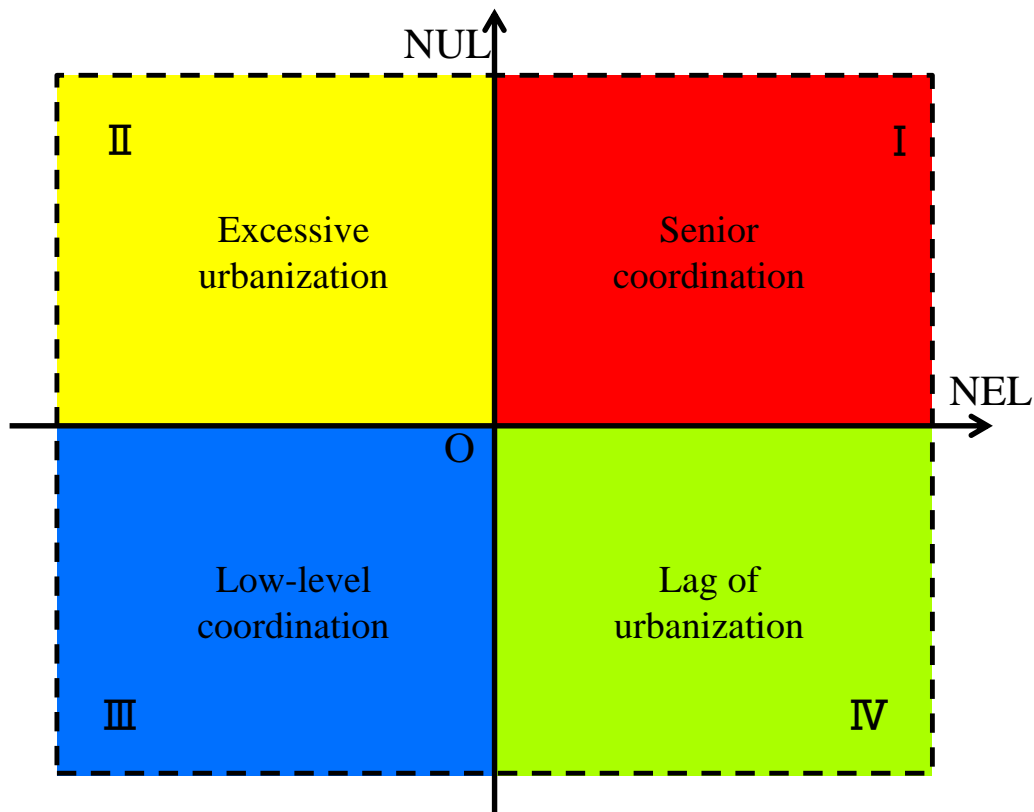 NUL
Ⅱ
Ⅰ
Excessive
urbanization
Senior
coordination
NEL
O
Low-level
coordination
Lag of
urbanization
Ⅲ
Ⅳ